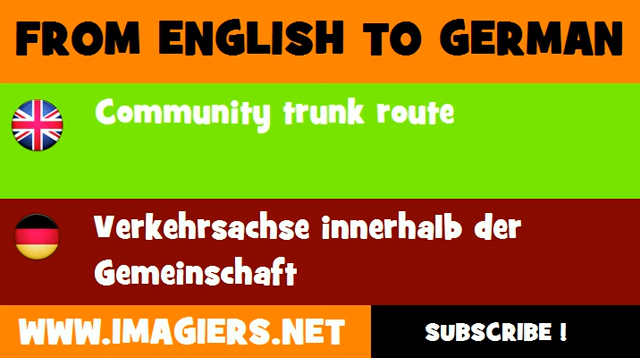 FROM ENGLISH TO GERMAN
Community trunk route
Verkehrsachse innerhalb der
Gemeinschaft
WWW.IMAGIERS.NET
SUBSCRIBE !